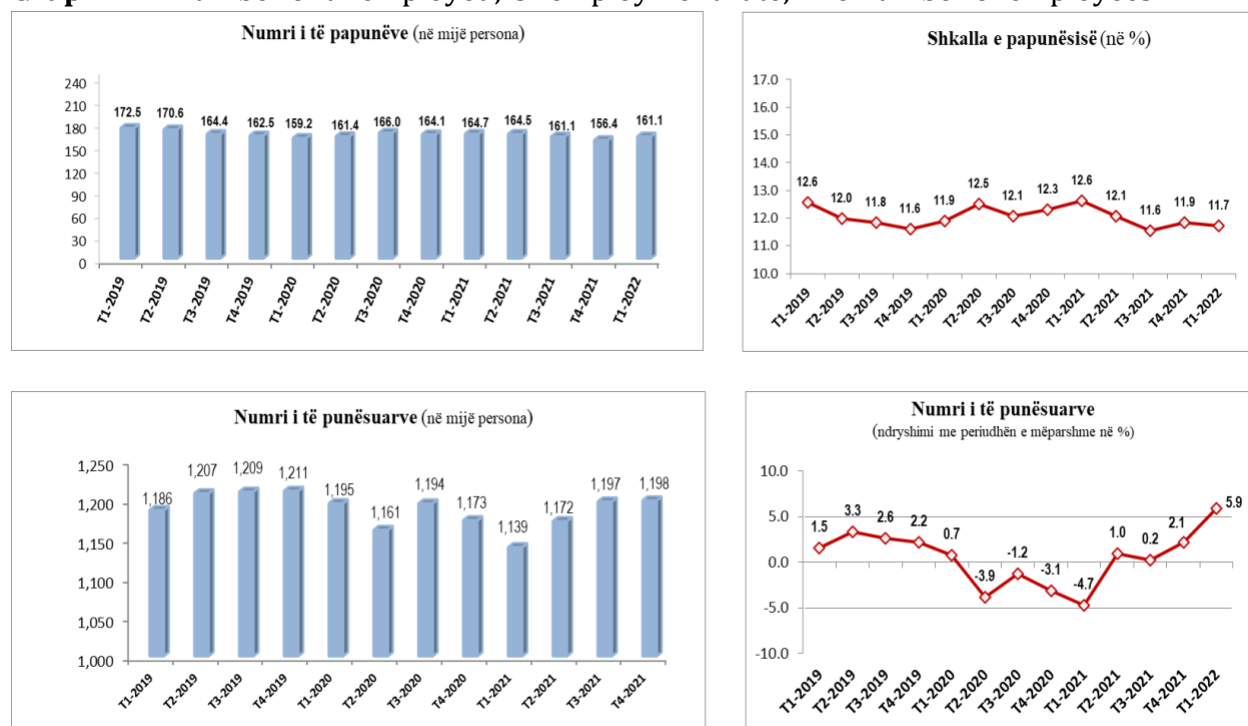 Numri i të papunëve (në mijë persona)
240
210
180
150
120
90
60
30
0
172.5 170.6 164.4 162.5 159.2 161.4 166.0 164.1 164.7 164.5 161.1 156.4 161.1
T1-2019 T2-2019 T3-2019 T4-2019 T1-2020 T2-2020 T3-2020 T4-2020 T1-2021 T2-2021 T3-2021 T4-2021 T1-2022
Shkalla e papunësisë (në %)
17.0
16.0
15.0
14.0
13.0
12.0
11.0
10.0
12.6 12.0 11.8 11.6 11.9 12.5 12.1 12.3 12.6 12.1 11.6 11.9 11.7
T1-2019 T2-2019 T3-2019 T4-2019 T1-2020 T2-2020 T3-2020 T4-2020 T1-2021 T2-2021 T3-2021 T4-2021 T1-2022
Numri i të punësuarve (në mijë persona)
1,250
1,200
1,150
1,100
1,050
1,000
1,186 1,207 1,209 1,211 1,195 1,161 1,194 1,173 1,139 1,172 1,197 1,198
T1-2019 T2-2019 T3-2019 T4-2019 T1-2020 T2-2020 T3-2020 T4-2020 T1-2021 T2-2021 T3-2021 T4-2021
Numri i të punësuarve
(ndryshimi me periudhën e mëparshme në %)
10.0
5.0
0.0
-5.0
-10.0
1.5 3.3 2.6 2.2 0.7 -3.9 -1.2 -3.1 -4.7 1.0 0.2 2.1 5.9
T1-2019 T2-2019 T3-2019 T4-2019 T1-2020 T2-2020 T3-2020 T4-2020 T1-2021 T2-2021 T3-2021 T4-2021 T1-2022